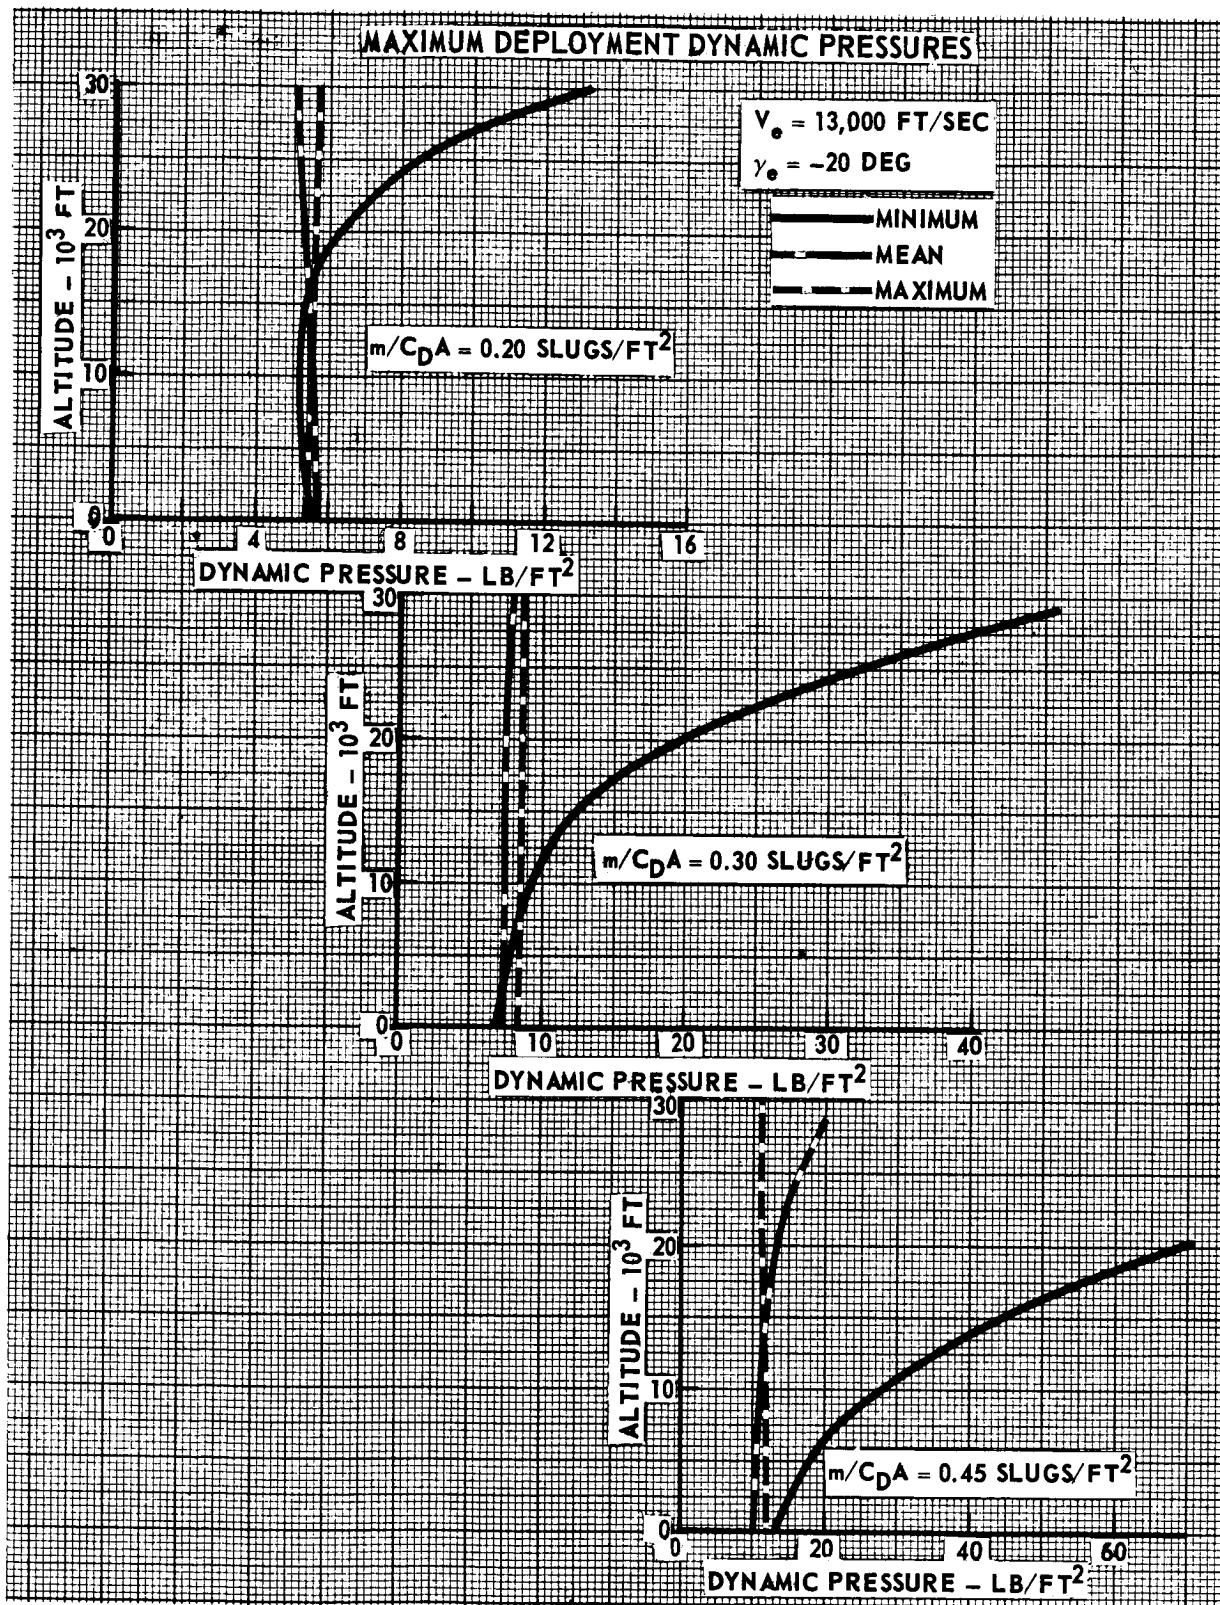 MAXIMUM DEPLOYMENT DYNAMIC PRESSURES
Vₑ = 13,000 FT/SEC
γₑ = -20 DEG
MINIMUM
MEAN
MAXIMUM
30
20
10
0
ALTITUDE - 10³ FT
m/C_DA = 0.20 SLUGS/FT²
0 4 8 12 16
DYNAMIC PRESSURE - LB/FT²
30
20
10
0
ALTITUDE - 10³ FT
m/C_DA = 0.30 SLUGS/FT²
0 10 20 30 40
DYNAMIC PRESSURE - LB/FT²
30
20
10
0
ALTITUDE - 10³ FT
m/C_DA = 0.45 SLUGS/FT²
0 20 40 60
DYNAMIC PRESSURE - LB/FT²